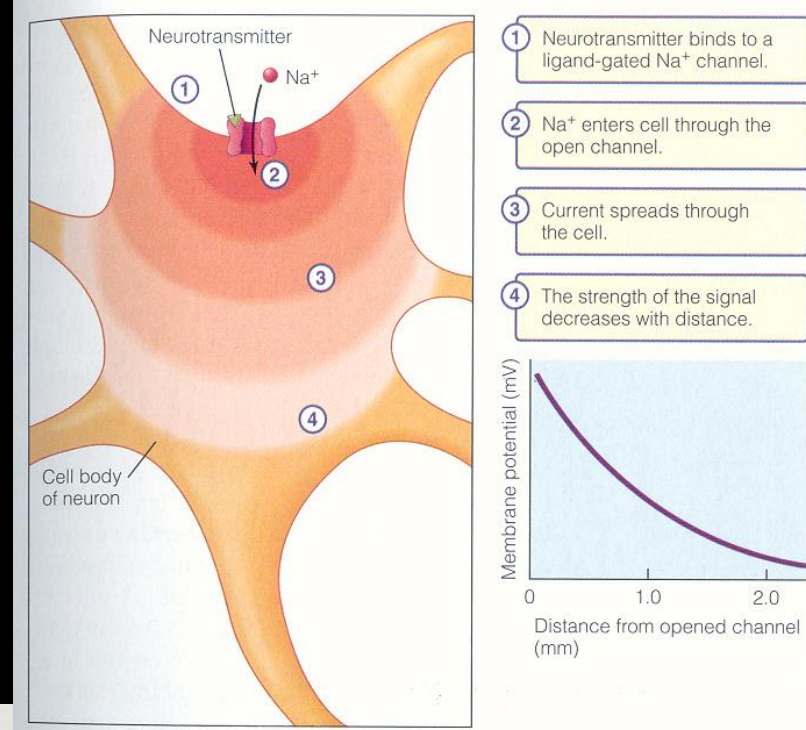 Neurotransmitter
Na⁺
1
2
3
4
Cell body
of neuron
1 Neurotransmitter binds to a
ligand-gated Na⁺ channel.
2 Na⁺ enters cell through the
open channel.
3 Current spreads through
the cell.
4 The strength of the signal
decreases with distance.
Membrane potential (mV)
0 1.0 2.0
Distance from opened channel
(mm)